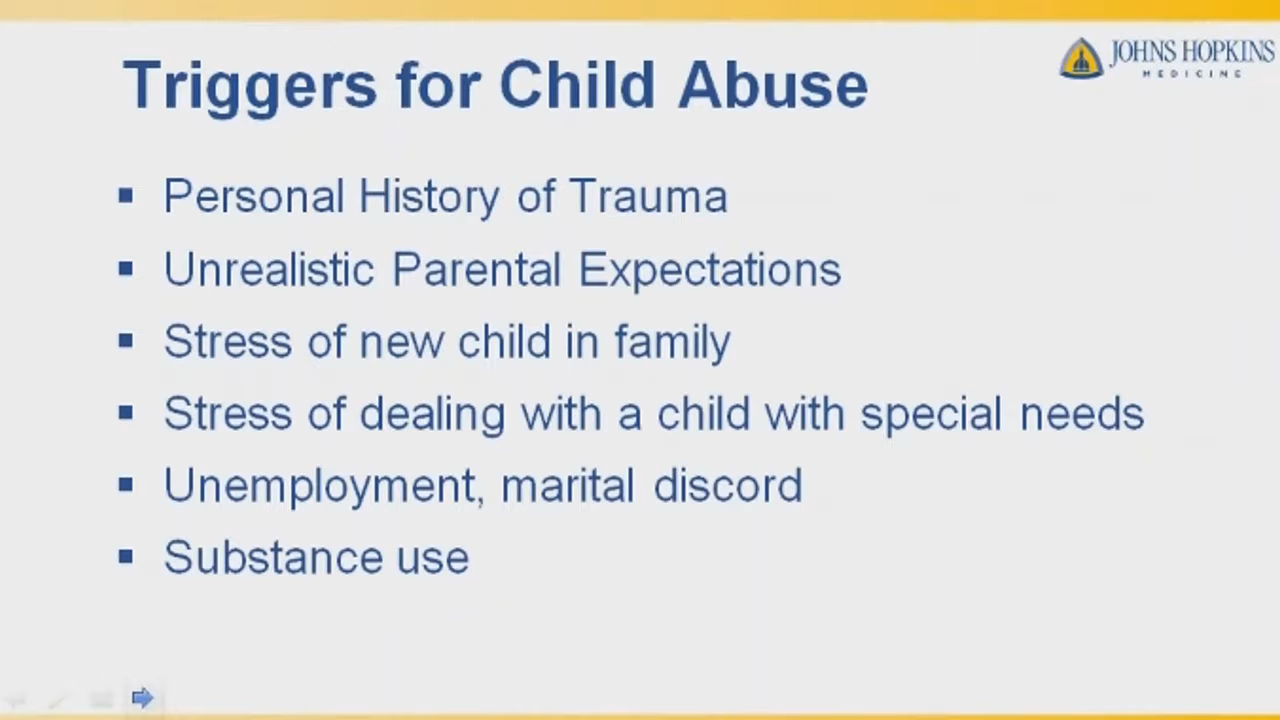 JOHNS HOPKINS
MEDICINE
Triggers for Child Abuse
▪ Personal History of Trauma
▪ Unrealistic Parental Expectations
▪ Stress of new child in family
▪ Stress of dealing with a child with special needs
▪ Unemployment, marital discord
▪ Substance use